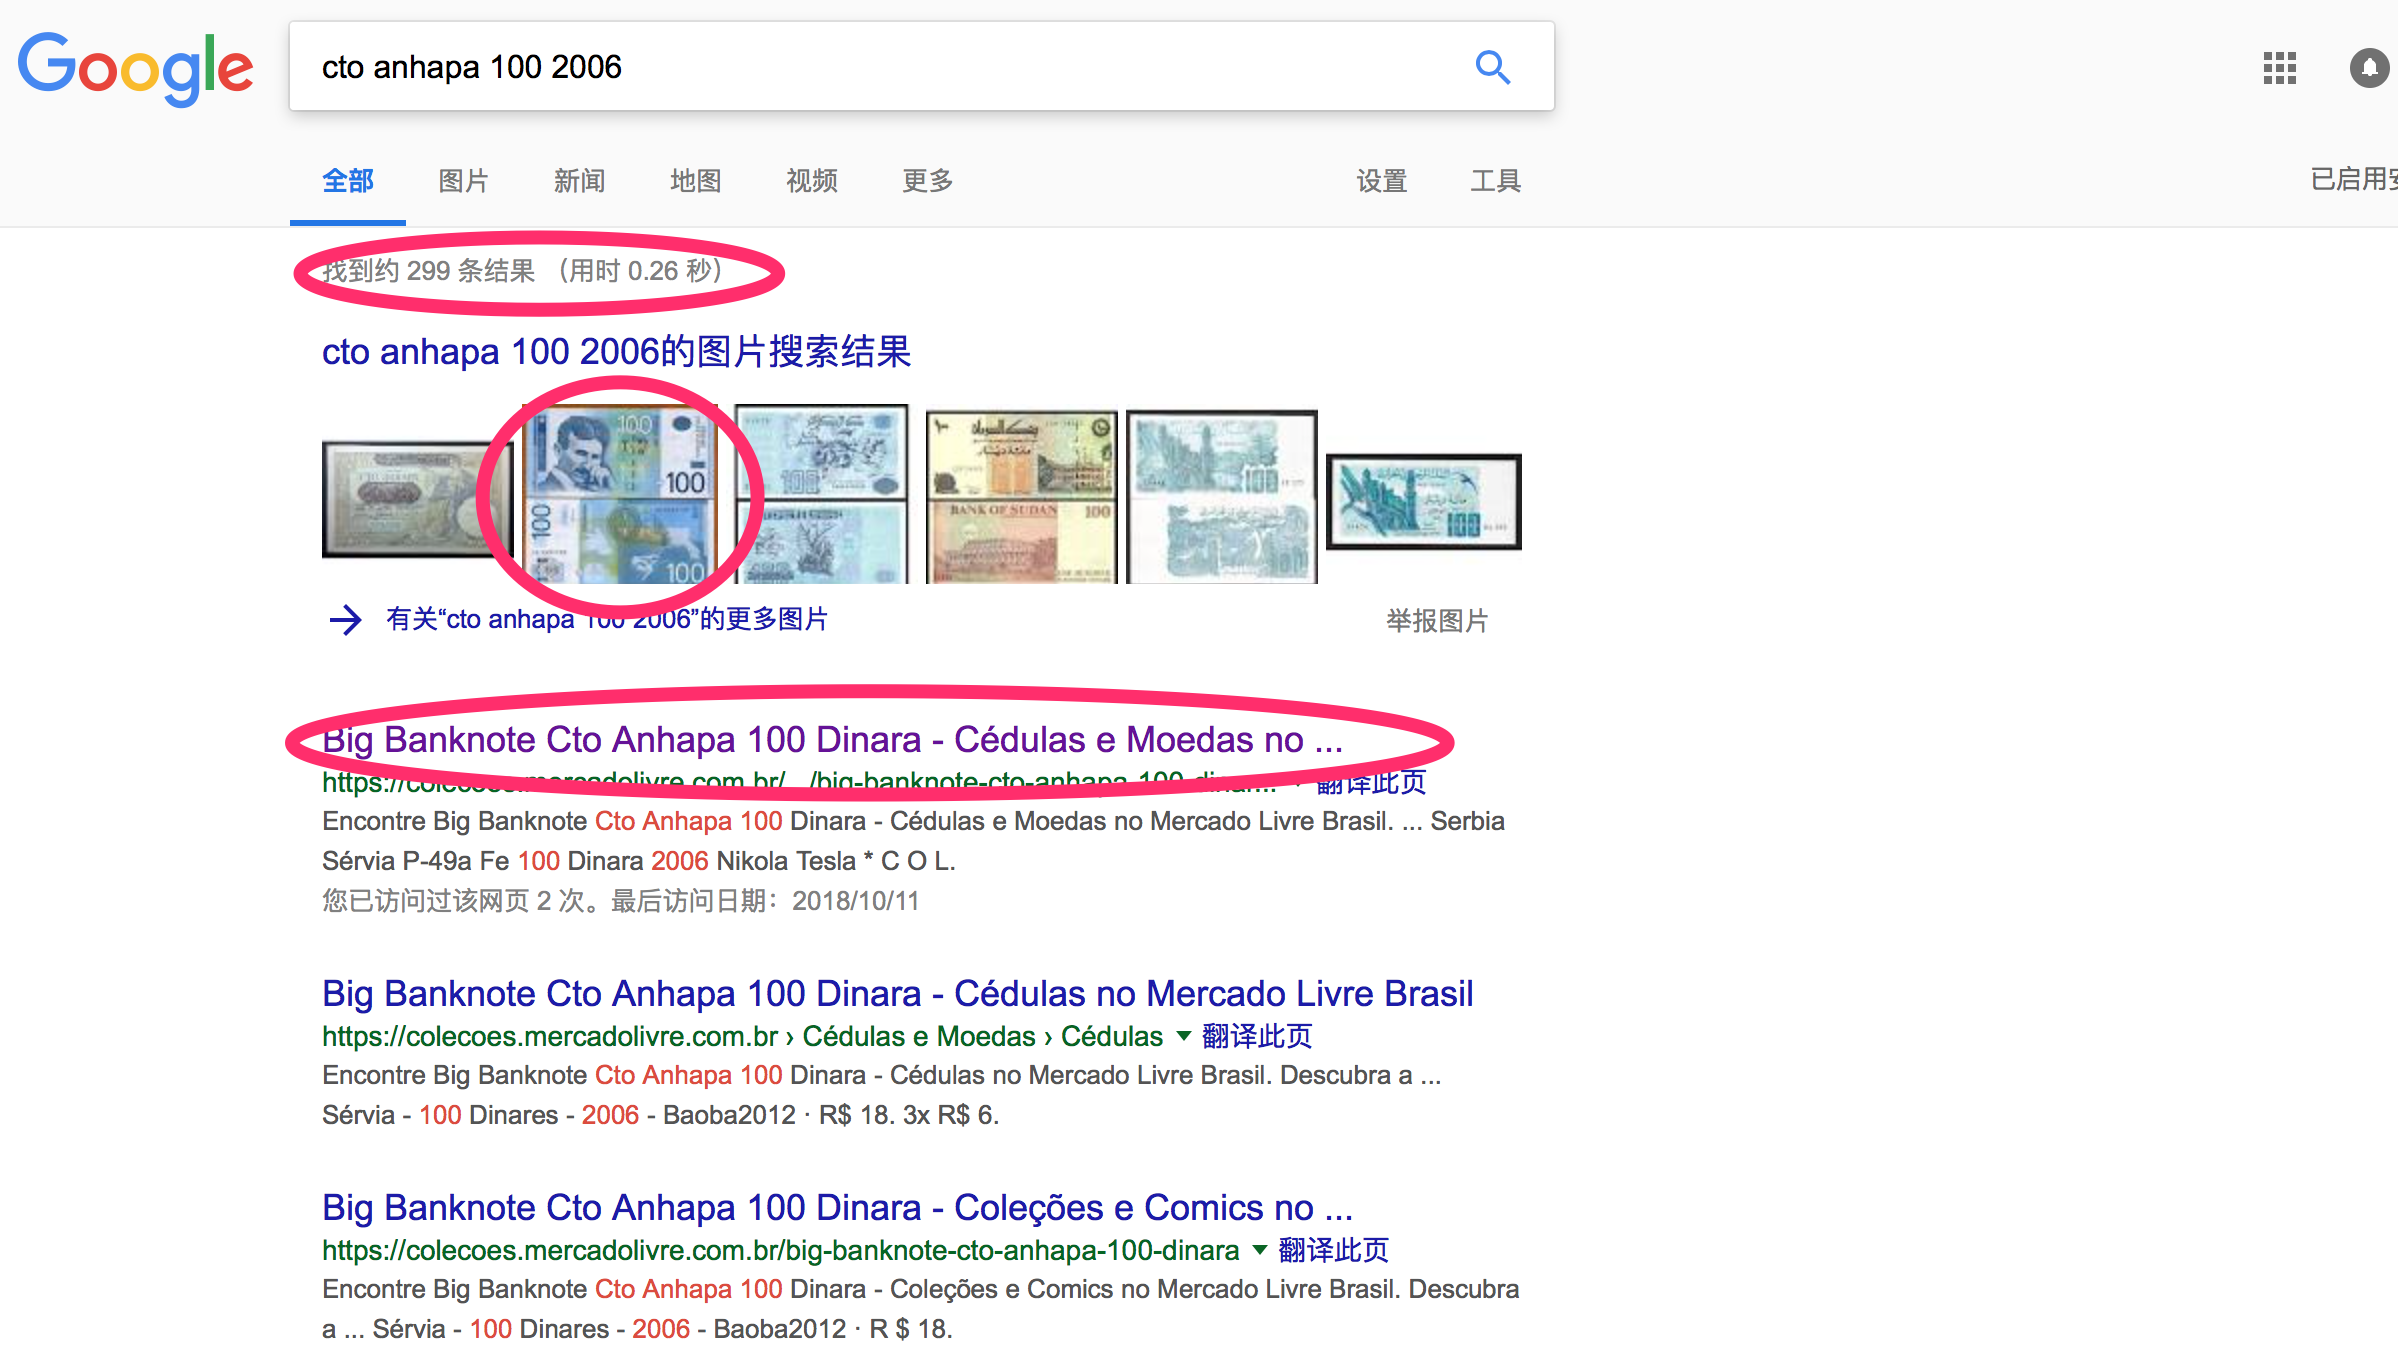 Google
cto anhapa 100 2006
全部 图片 新闻 地图 视频 更多 设置 工具
已启用安
找到约 299 条结果 （用时 0.26 秒）
cto anhapa 100 2006的图片搜索结果
100
100
100
100
100
BANK OF SUDAN 100
100
100
有关“cto anhapa 100 2006”的更多图片
举报图片
Big Banknote Cto Anhapa 100 Dinara - Cédulas e Moedas no ...
https://colecoes.mercadolivre.com.br/.../big-banknote-cto-anhapa-100-dinar... 翻译此页
Encontre Big Banknote Cto Anhapa 100 Dinara - Cédulas e Moedas no Mercado Livre Brasil. ... Serbia
Sérvia P-49a Fe 100 Dinara 2006 Nikola Tesla * C O L.
您已访问过该网页 2 次。最后访问日期：2018/10/11
Big Banknote Cto Anhapa 100 Dinara - Cédulas no Mercado Livre Brasil
https://colecoes.mercadolivre.com.br › Cédulas e Moedas › Cédulas 翻译此页
Encontre Big Banknote Cto Anhapa 100 Dinara - Cédulas no Mercado Livre Brasil. Descubra a ...
Sérvia - 100 Dinares - 2006 - Baoba2012 · R$ 18. 3x R$ 6.
Big Banknote Cto Anhapa 100 Dinara - Coleções e Comics no ...
https://colecoes.mercadolivre.com.br/big-banknote-cto-anhapa-100-dinara 翻译此页
Encontre Big Banknote Cto Anhapa 100 Dinara - Coleções e Comics no Mercado Livre Brasil. Descubra
a ... Sérvia - 100 Dinares - 2006 - Baoba2012 · R $ 18.